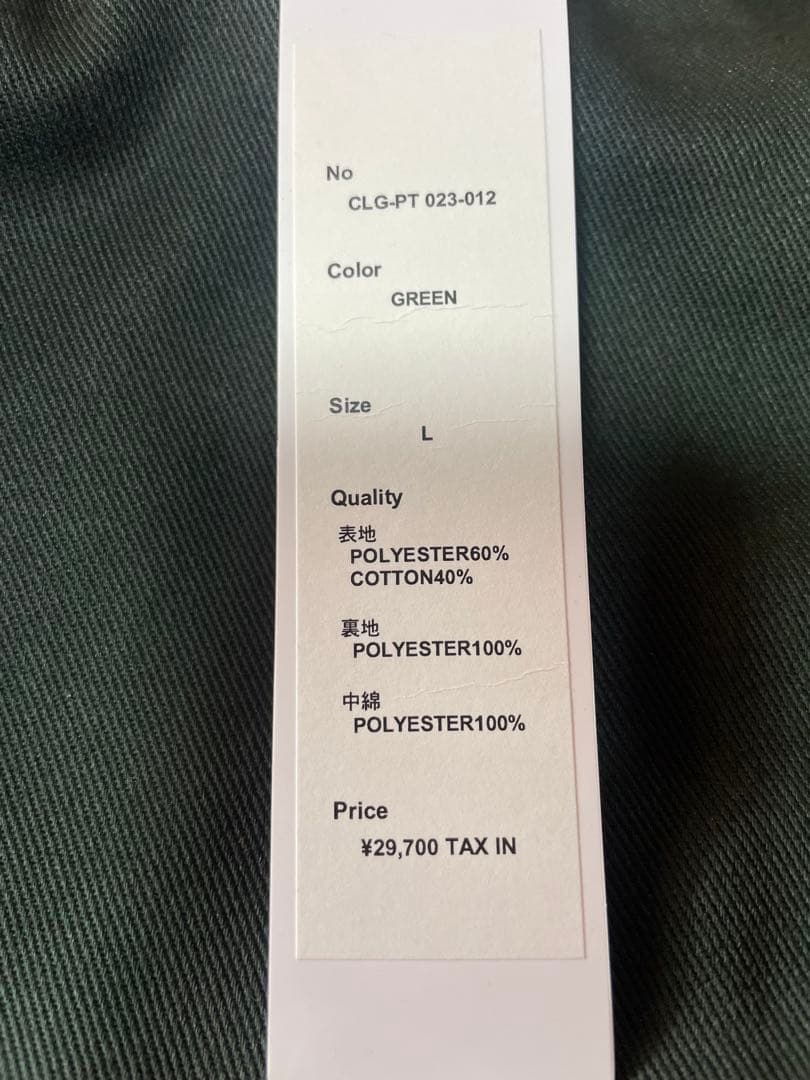 No
CLG-PT 023-012
Color
GREEN
Size
L
Quality
表地
POLYESTER60%
COTTON40%
裏地
POLYESTER100%
中綿
POLYESTER100%
Price
¥29,700 TAX IN